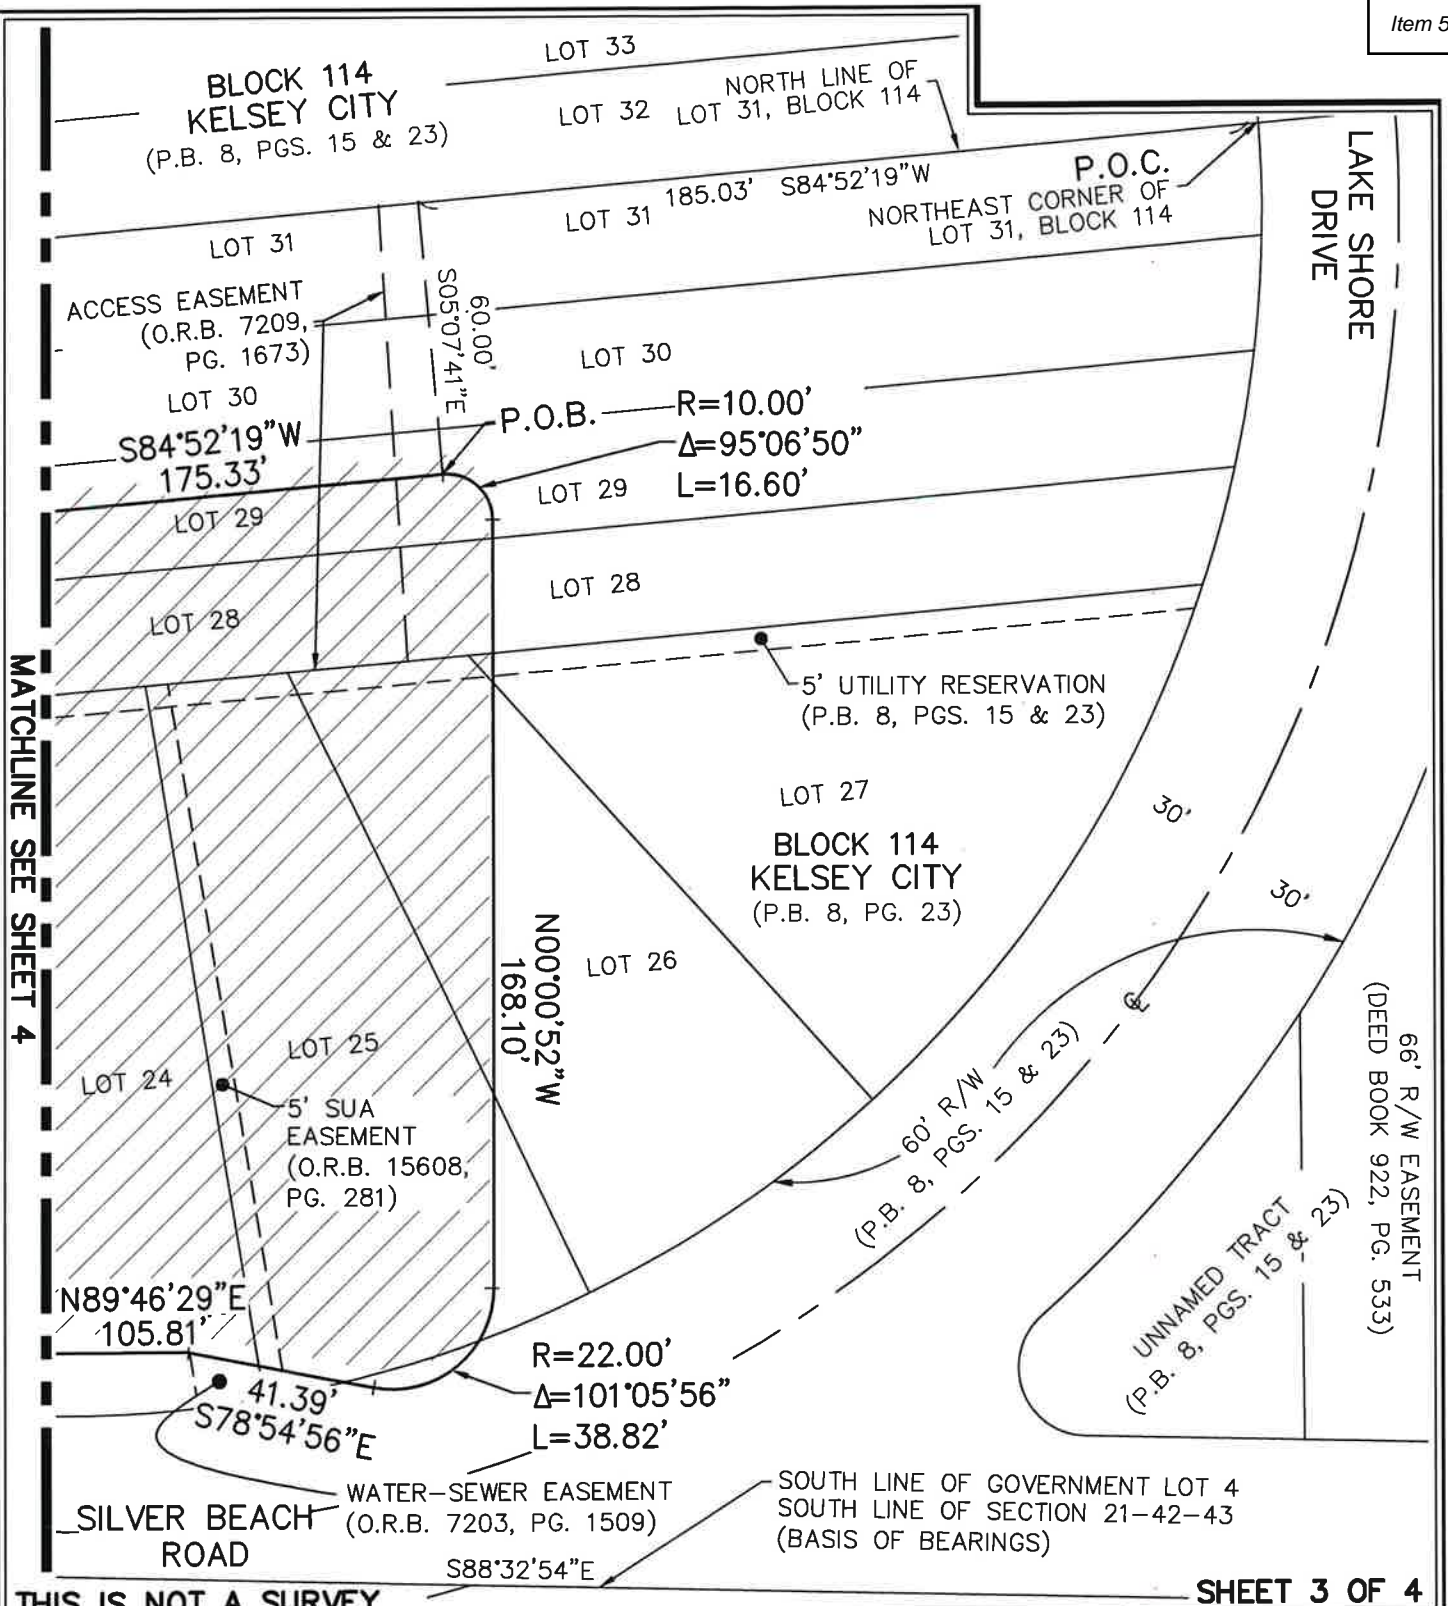 Item 5
LOT 33
BLOCK 114
KELSEY CITY
(P.B. 8, PGS. 15 & 23)
LOT 32
NORTH LINE OF
LOT 31, BLOCK 114
LAKE SHORE
DRIVE
P.O.C.
NORTHEAST CORNER OF
LOT 31, BLOCK 114
185.03' S84°52'19"W
LOT 31
LOT 31
ACCESS EASEMENT
(O.R.B. 7209,
PG. 1673)
60.00'
S05°07'41"E
LOT 30
LOT 30
S84°52'19"W
175.33'
P.O.B.
R=10.00'
Δ=95°06'50"
L=16.60'
LOT 29
LOT 29
LOT 28
LOT 28
MATCHLINE SEE SHEET 4
5' UTILITY RESERVATION
(P.B. 8, PGS. 15 & 23)
LOT 27
BLOCK 114
KELSEY CITY
(P.B. 8, PG. 23)
30'
30'
N00°00'52"W
168.10'
LOT 26
LOT 25
LOT 24
5' SUA
EASEMENT
(O.R.B. 15608,
PG. 281)
60' R/W
(P.B. 8, PGS. 15 & 23)
66' R/W EASEMENT
(DEED BOOK 922, PG. 533)
UNNAMED TRACT
(P.B. 8, PGS. 15 & 23)
N89°46'29"E
105.81'
41.39'
S78°54'56"E
R=22.00'
Δ=101°05'56"
L=38.82'
WATER-SEWER EASEMENT
(O.R.B. 7203, PG. 1509)
SILVER BEACH
ROAD
SOUTH LINE OF GOVERNMENT LOT 4
SOUTH LINE OF SECTION 21-42-43
(BASIS OF BEARINGS)
S88°32'54"E
THIS IS NOT A SURVEY
SHEET 3 OF 4